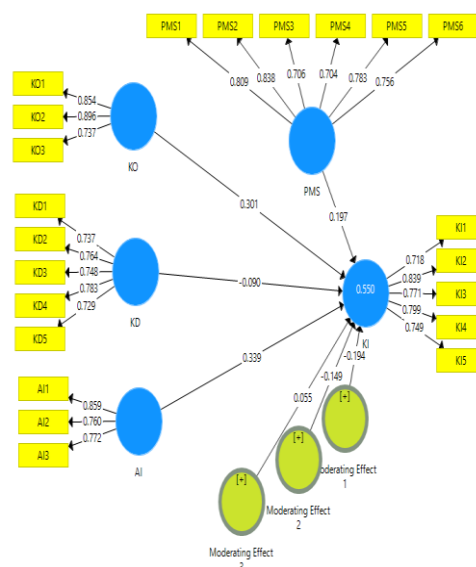 PMS1 PMS2 PMS3 PMS4 PMS5 PMS6
0.809 0.838 0.706 0.704 0.783 0.756
PMS
0.197
KO1
KO2
KO3
0.854
0.896
0.737
KO
0.301
KD1
KD2
KD3
KD4
KD5
0.737
0.764
0.748
0.783
0.729
KD
-0.090
AI1
AI2
AI3
0.859
0.760
0.772
AI
0.339
0.550
KI
0.718
0.839
0.771
0.799
0.749
KI1
KI2
KI3
KI4
KI5
0.055
-0.149
-0.194
[+]
oderating Effect
1
[+]
Moderating Effect
2
[+]
Moderating Effect